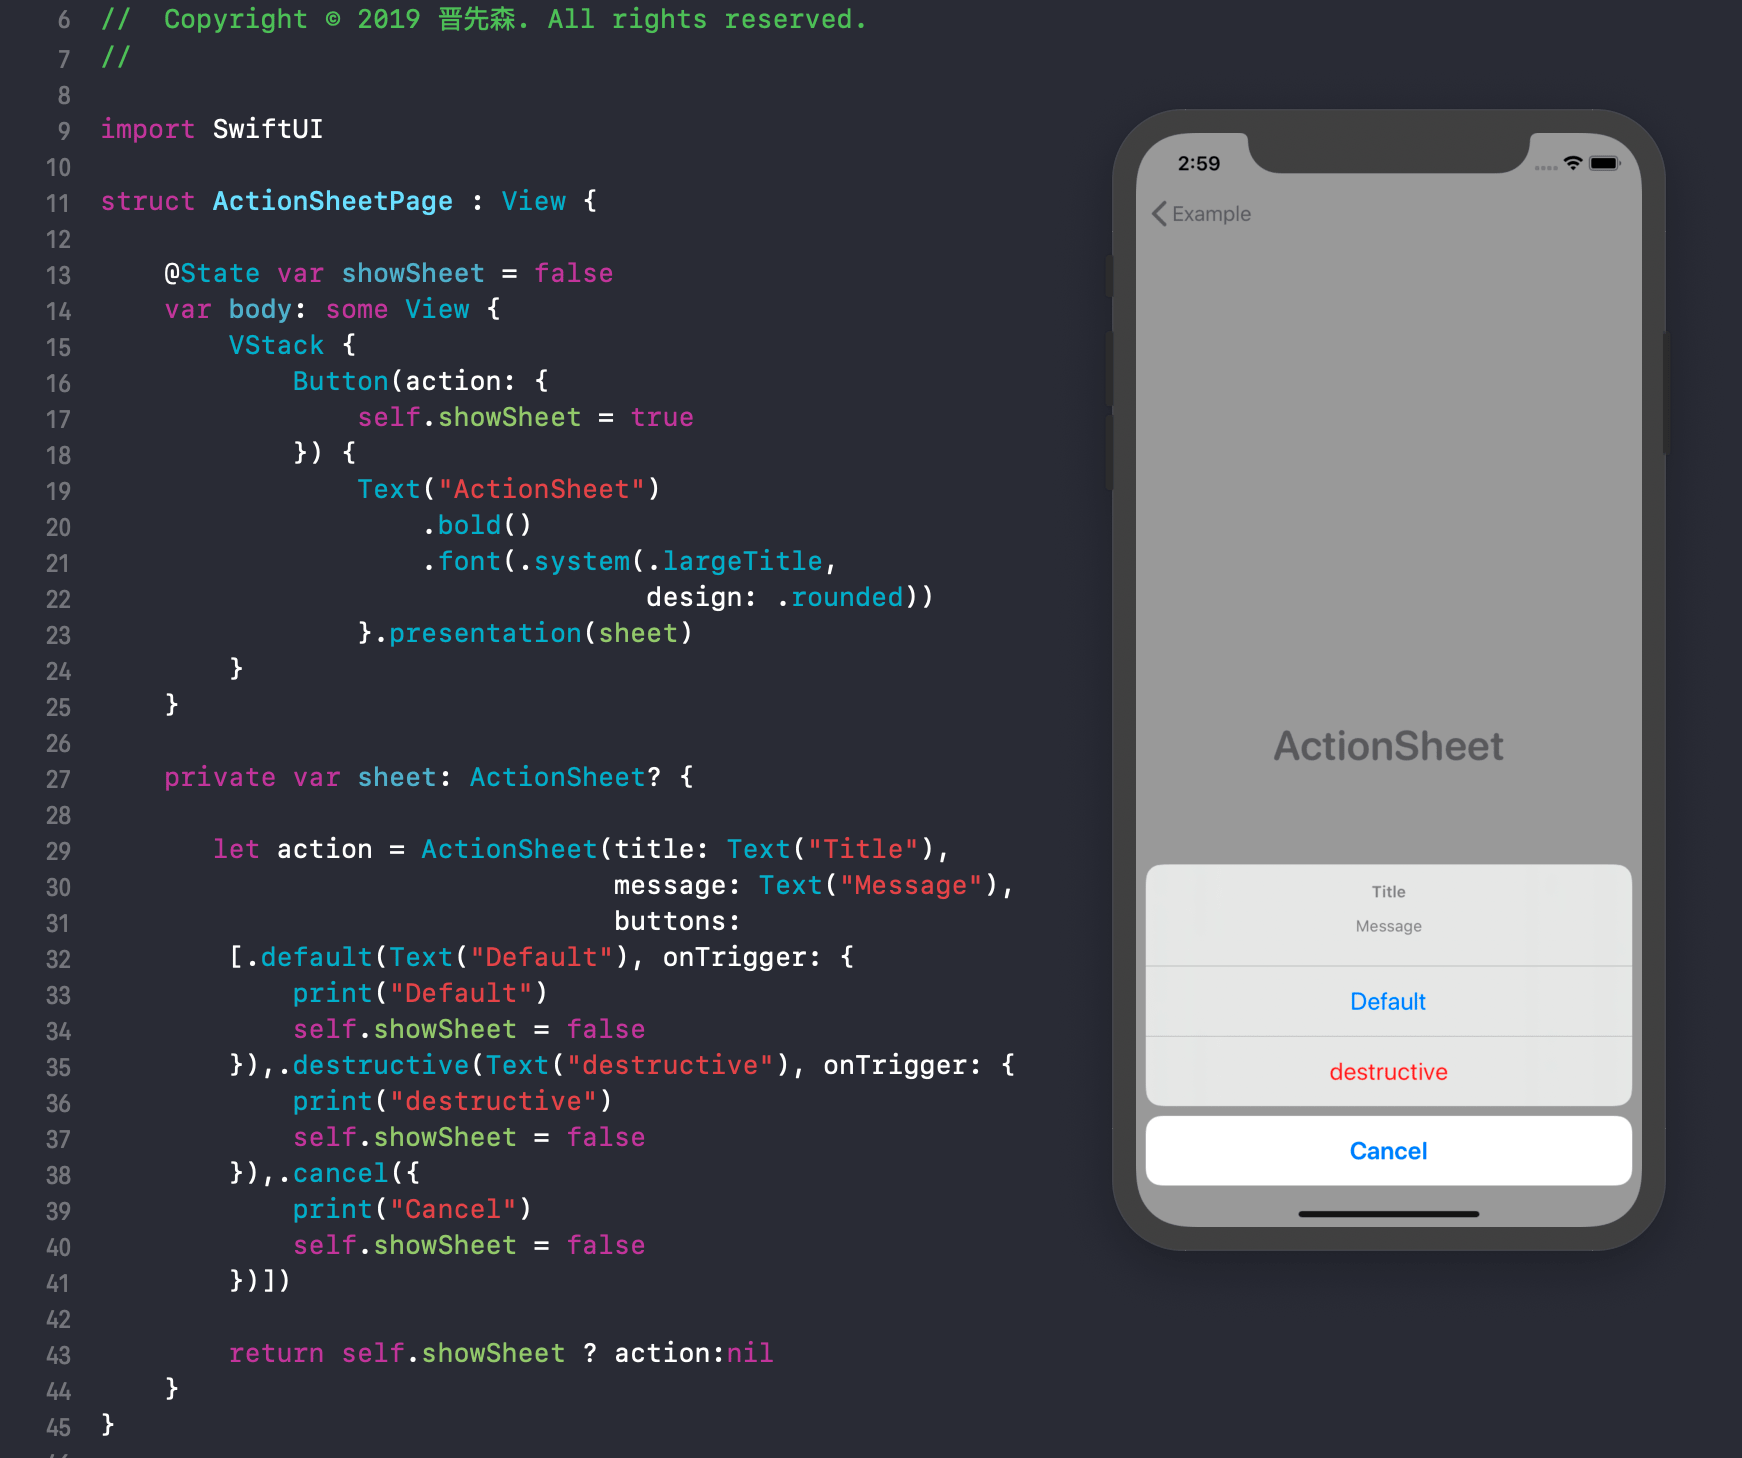 6 //  Copyright © 2019 晋先森. All rights reserved.
7 //
8
9 import SwiftUI
10
11 struct ActionSheetPage : View {
12
13     @State var showSheet = false
14     var body: some View {
15         VStack {
16             Button(action: {
17                 self.showSheet = true
18             }) {
19                 Text("ActionSheet")
20                     .bold()
21                     .font(.system(.largeTitle,
22                                   design: .rounded))
23                 }.presentation(sheet)
24         }
25     }
26
27     private var sheet: ActionSheet? {
28
29        let action = ActionSheet(title: Text("Title"),
30                                 message: Text("Message"),
31                                 buttons:
32         [.default(Text("Default"), onTrigger: {
33             print("Default")
34             self.showSheet = false
35         }),.destructive(Text("destructive"), onTrigger: {
36             print("destructive")
37             self.showSheet = false
38         }),.cancel({
39             print("Cancel")
40             self.showSheet = false
41         })])
42
43         return self.showSheet ? action:nil
44     }
45 }
2:59
Example
ActionSheet
Title
Message
Default
destructive
Cancel